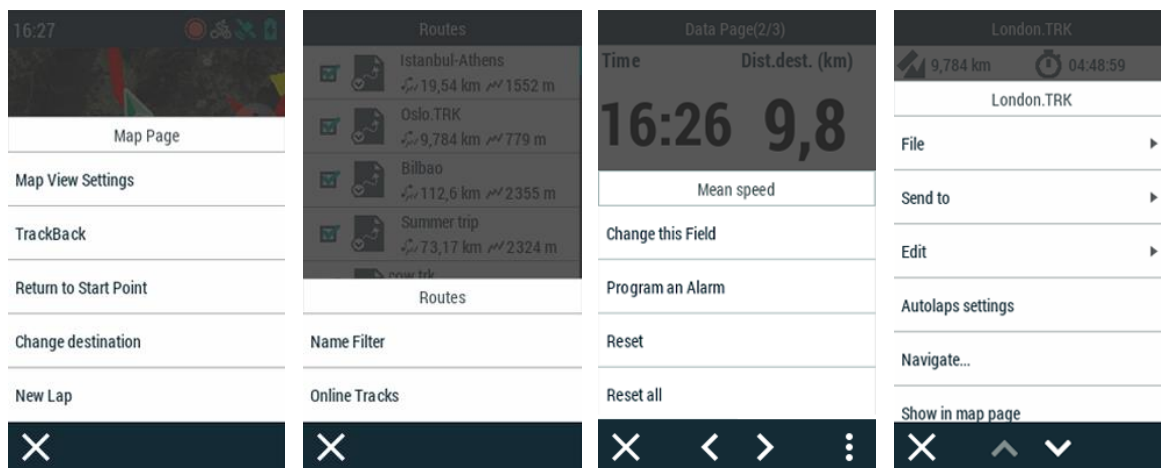 16:27
Map Page
Map View Settings
TrackBack
Return to Start Point
Change destination
New Lap
Routes
Istanbul-Athens
19,54 km 1552 m
Oslo.TRK
9,784 km 779 m
Bilbao
112,6 km 2355 m
Summer trip
73,17 km 2324 m
cow.trk
Routes
Name Filter
Online Tracks
Data Page(2/3)
Time Dist.dest. (km)
16:26 9,8
Mean speed
Change this Field
Program an Alarm
Reset
Reset all
London.TRK
9,784 km 04:48:59
London.TRK
File
Send to
Edit
Autolaps settings
Navigate...
Show in map page